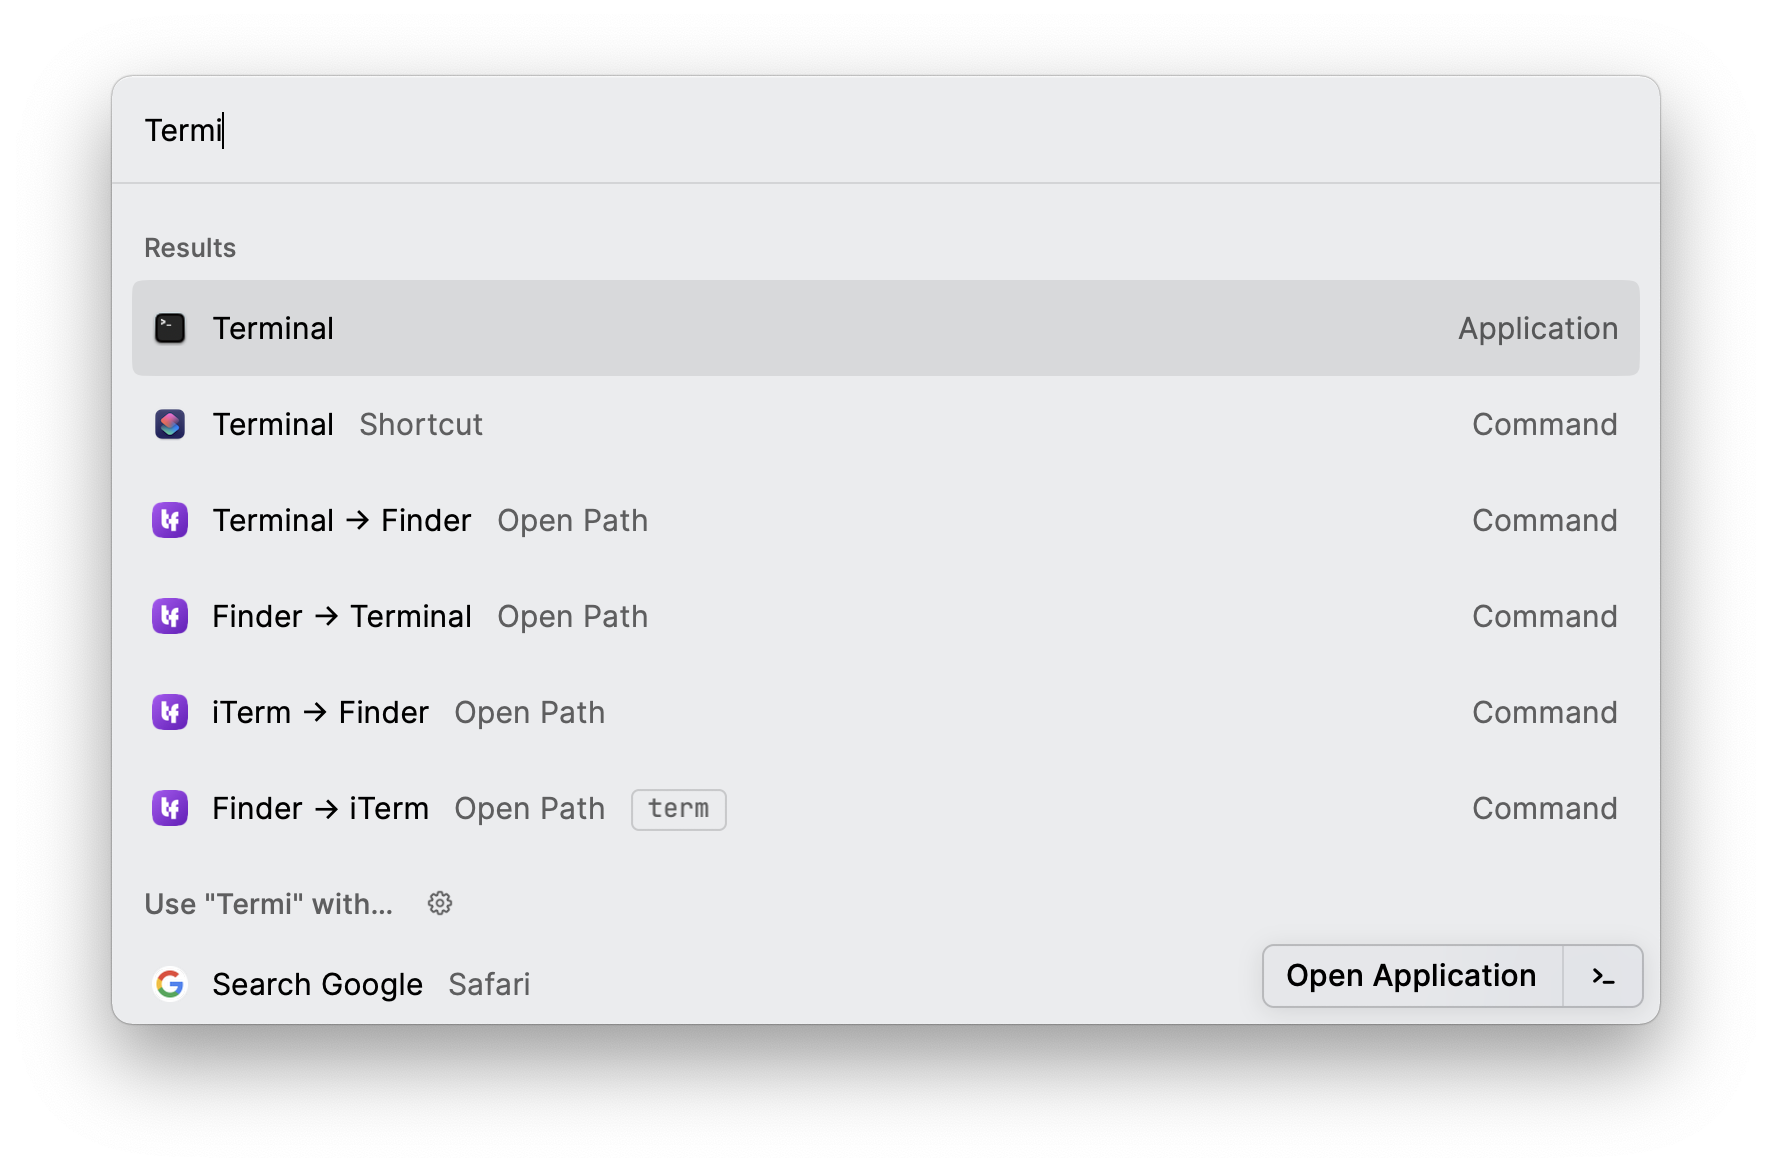 Termi
Results
Terminal Application
Terminal Shortcut Command
Terminal → Finder Open Path Command
Finder → Terminal Open Path Command
iTerm → Finder Open Path Command
Finder → iTerm Open Path term Command
Use "Termi" with...
Search Google Safari
Open Application >_